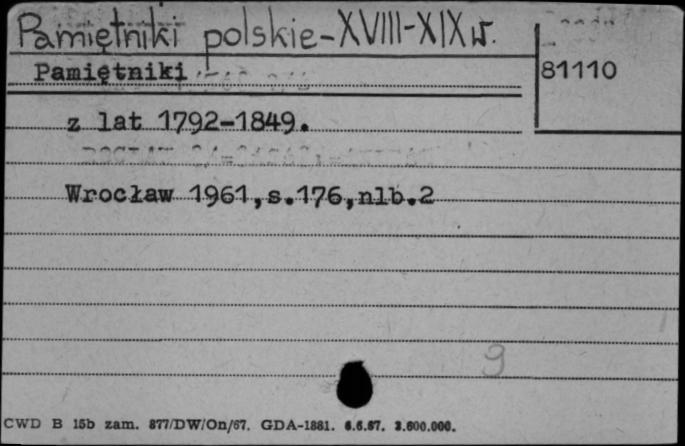 Pamiętniki polskie-XVIII-XIX w.
Pamiętniki
81110
z lat 1792-1849.
Wrocław 1961,s.176,nlb.2
9
CWD B 15b zam. 877/DW/On/67. GDA-1881. 6.6.67. 3.600.000.